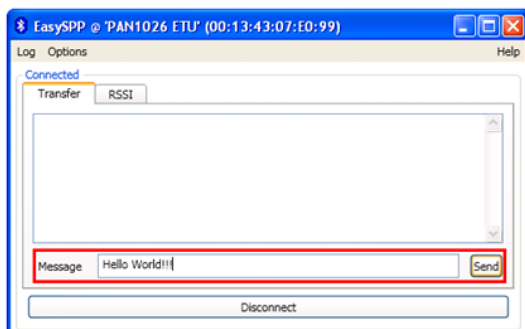 EasySPP @ 'PAN1026 ETU' (00:13:43:07:E0:99)
Log Options Help
Connected
Transfer RSSI
Message Hello World!!! Send
Disconnect